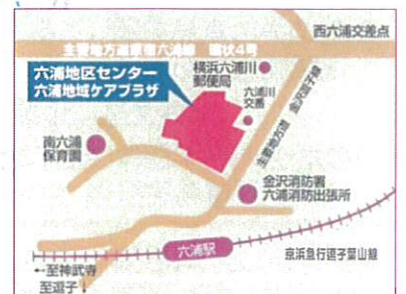 西六浦交差点
主要地方道原宿六浦線 環状4号
六浦地区センター
六浦地域ケアプラザ
横浜六浦川
郵便局
六浦川
交番
南六浦
保育園
金沢消防署
六浦消防出張所
六浦駅
京浜急行逗子葉山線
←至神武寺
至逗子↓